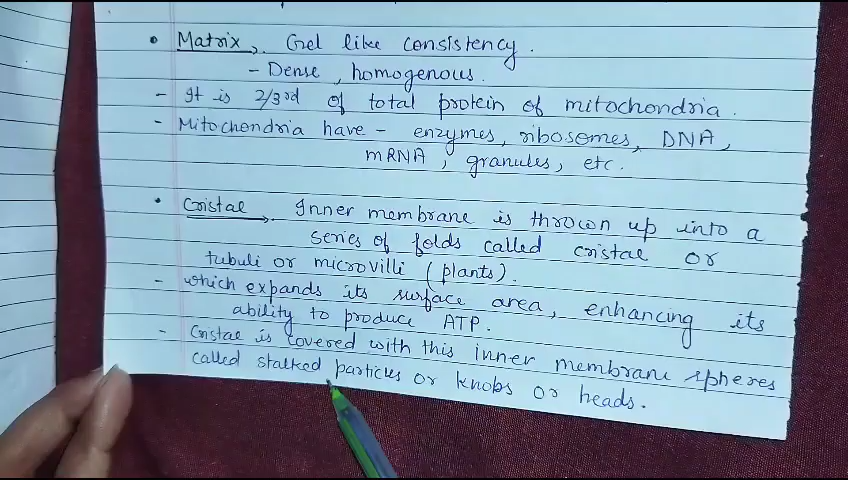 • Matrix → Gel like consistency.
- Dense, homogenous.
- It is 2/3rd of total protein of mitochondria.
- Mitochondria have - enzymes, ribosomes, DNA,
mRNA, granules, etc.
• Cristae → Inner membrane is thrown up into a
series of folds called cristae or
tubuli or microvilli (plants).
- which expands its surface area, enhancing its
ability to produce ATP.
- Cristae is covered with this inner membrane spheres
called stalked particles or knobs or heads.